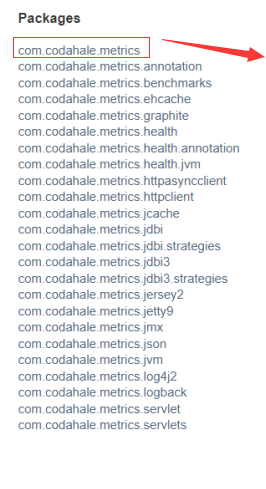 Packages
com.codahale.metrics
com.codahale.metrics.annotation
com.codahale.metrics.benchmarks
com.codahale.metrics.ehcache
com.codahale.metrics.graphite
com.codahale.metrics.health
com.codahale.metrics.health.annotation
com.codahale.metrics.health.jvm
com.codahale.metrics.httpasyncclient
com.codahale.metrics.httpclient
com.codahale.metrics.jcache
com.codahale.metrics.jdbi
com.codahale.metrics.jdbi.strategies
com.codahale.metrics.jdbi3
com.codahale.metrics.jdbi3.strategies
com.codahale.metrics.jersey2
com.codahale.metrics.jetty9
com.codahale.metrics.jmx
com.codahale.metrics.json
com.codahale.metrics.jvm
com.codahale.metrics.log4j2
com.codahale.metrics.logback
com.codahale.metrics.servlet
com.codahale.metrics.servlets